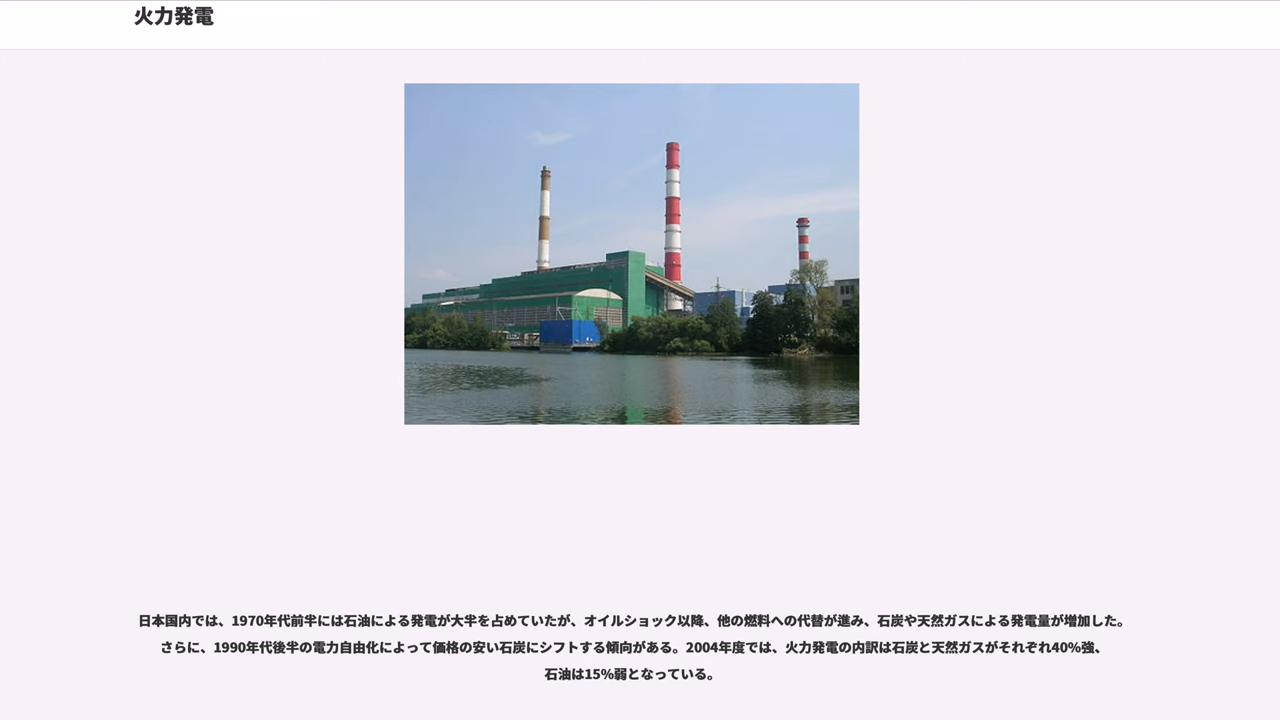 火力発電
日本国内では、1970年代前半には石油による発電が大半を占めていたが、オイルショック以降、他の燃料への代替が進み、石炭や天然ガスによる発電量が増加した。
さらに、1990年代後半の電力自由化によって価格の安い石炭にシフトする傾向がある。2004年度では、火力発電の内訳は石炭と天然ガスがそれぞれ40%強、
石油は15%弱となっている。